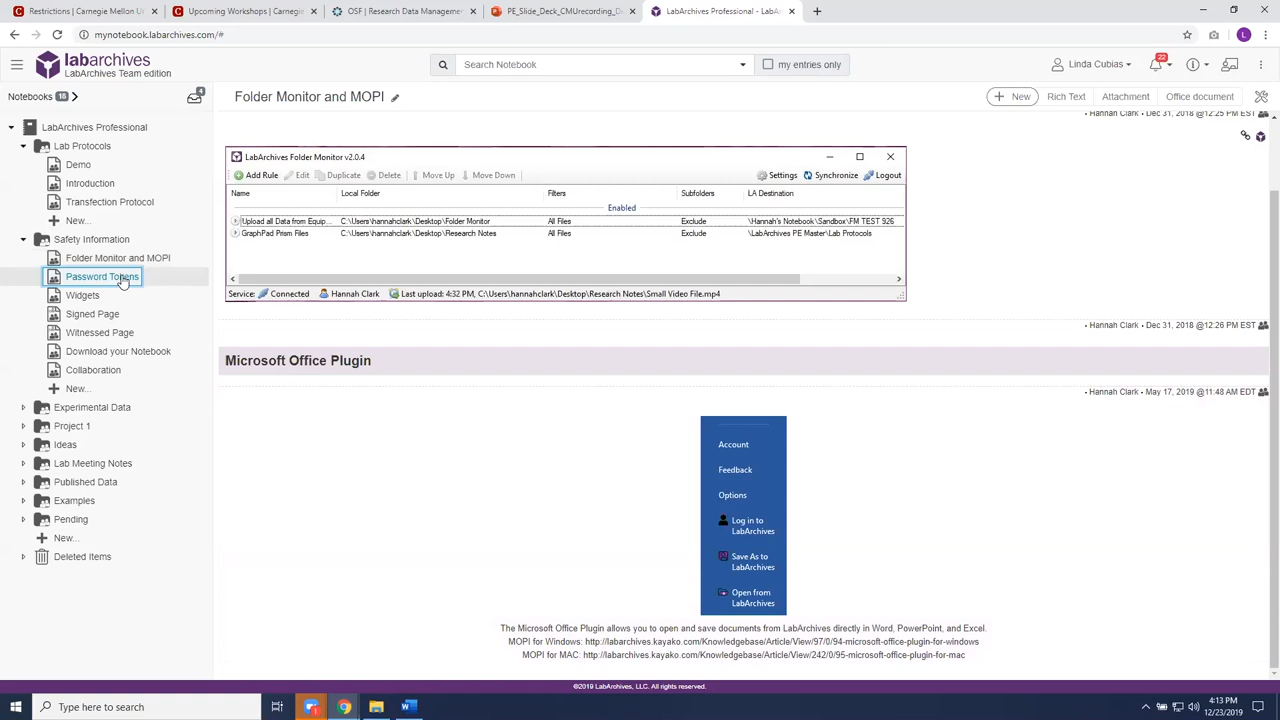 Restrictions | Carnegie Mellon U
Upcoming Workshops | Carnegie
OSF | Research Data Managemen
PE_Slide_Deck_CMUrecording_De
LabArchives Professional - LabA
mynotebook.labarchives.com/#
labarchives
LabArchives Team edition
Search Notebook
my entries only
22
Linda Cubias
Notebooks 15
4
Folder Monitor and MOPI
New
Rich Text
Attachment
Office document
• Hannah Clark • Dec 31, 2018 @12:25 PM EST
LabArchives Professional
Lab Protocols
Demo
Introduction
Transfection Protocol
New...
Safety Information
Folder Monitor and MOPI
Password Tokens
Widgets
Signed Page
Witnessed Page
Download your Notebook
Collaboration
New...
Experimental Data
Project 1
Ideas
Lab Meeting Notes
Published Data
Examples
Pending
New...
Deleted Items
LabArchives Folder Monitor v2.0.4
Add Rule Edit Duplicate Delete Move Up Move Down Settings Synchronize Logout
Name Local Folder Filters Subfolders LA Destination
Enabled
Upload all Data from Equip... C:\Users\hannahclark\Desktop\Folder Monitor All Files Exclude \Hannah's Notebook\Sandbox\FM TEST 926
GraphPad Prism Files C:\Users\hannahclark\Desktop\Research Notes All Files Exclude \LabArchives PE Master\Lab Protocols
Service: Connected Hannah Clark Last upload: 4:32 PM, C:\Users\hannahclark\Desktop\Research Notes\Small Video File.mp4
• Hannah Clark • Dec 31, 2018 @12:26 PM EST
Microsoft Office Plugin
• Hannah Clark • May 17, 2019 @11:48 AM EDT
Account
Feedback
Options
Log in to
LabArchives
Save As to
LabArchives
Open from
LabArchives
The Microsoft Office Plugin allows you to open and save documents from LabArchives directly in Word, PowerPoint, and Excel.
MOPI for Windows: http://labarchives.kayako.com/Knowledgebase/Article/View/97/0/94-microsoft-office-plugin-for-windows
MOPI for MAC: http://labarchives.kayako.com/Knowledgebase/Article/View/242/0/95-microsoft-office-plugin-for-mac
©2019 LabArchives, LLC. All rights reserved.
Type here to search
4:13 PM
12/23/2019